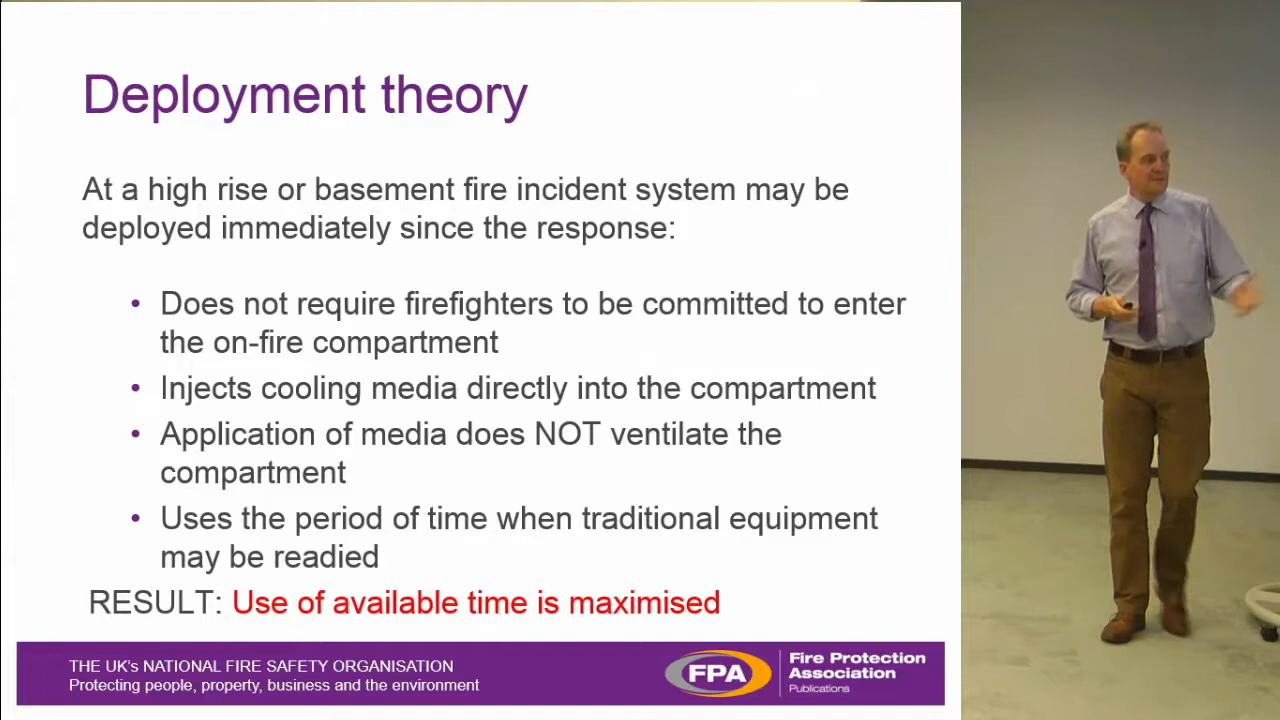 Deployment theory
At a high rise or basement fire incident system may be
deployed immediately since the response:
• Does not require firefighters to be committed to enter
the on-fire compartment
• Injects cooling media directly into the compartment
• Application of media does NOT ventilate the
compartment
• Uses the period of time when traditional equipment
may be readied
RESULT: Use of available time is maximised
THE UK's NATIONAL FIRE SAFETY ORGANISATION
Protecting people, property, business and the environment
FPA
Fire Protection
Association
Publications